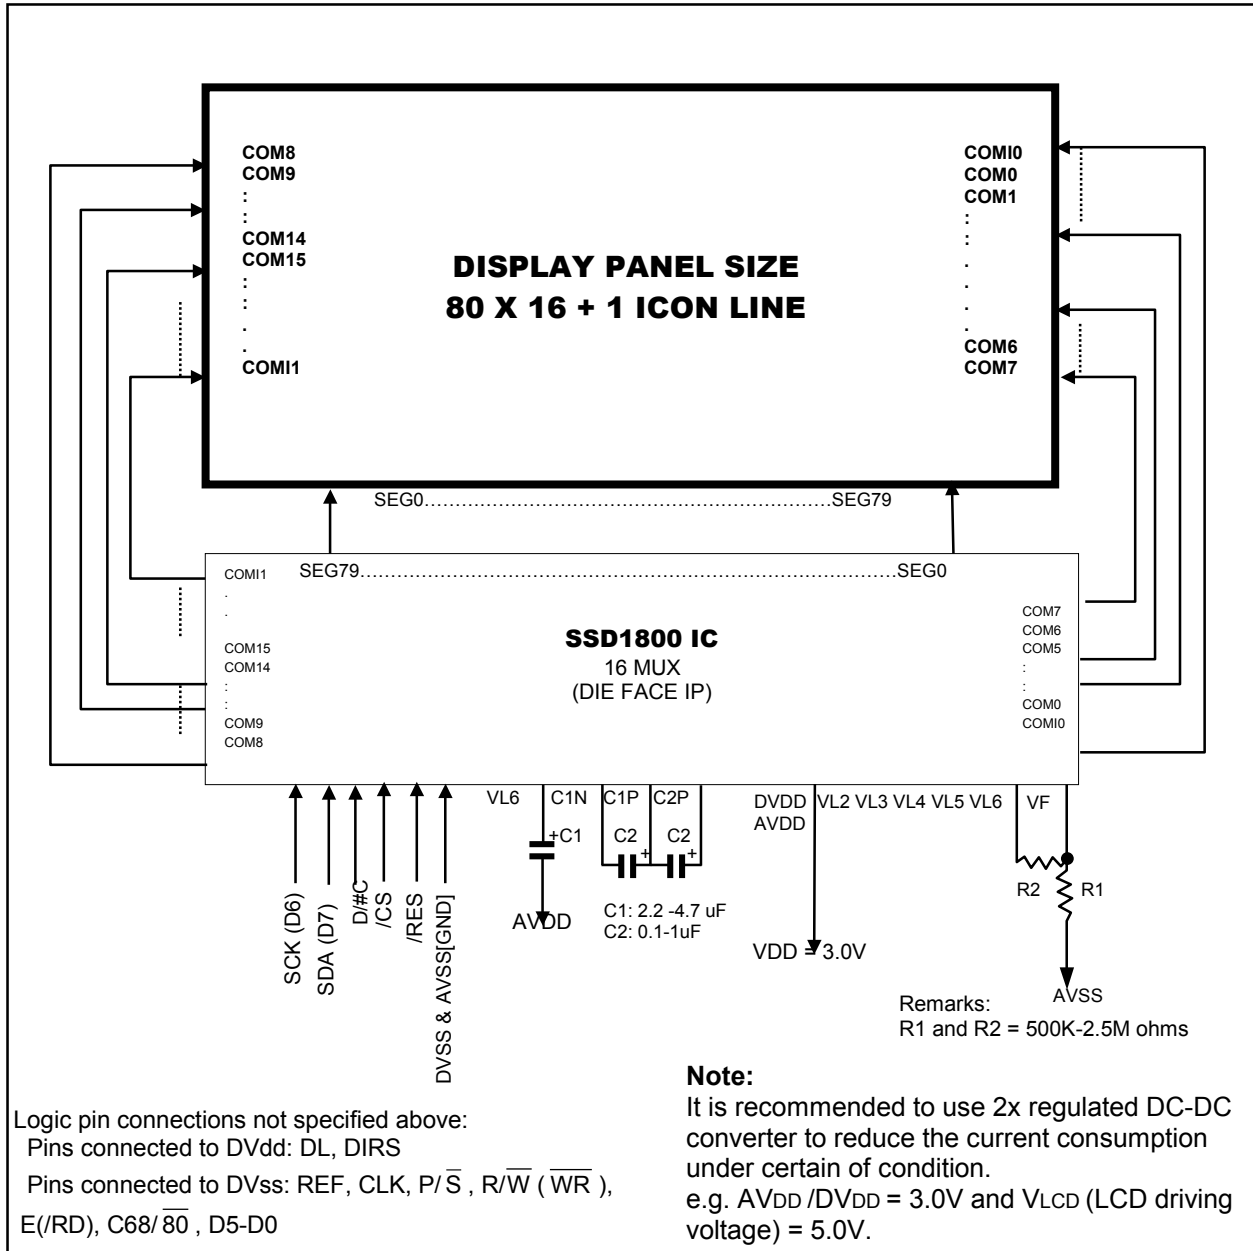 COM8
COM9
:
:
COM14
COM15
:
:
.
.
COMI1
COMI0
COM0
COM1
:
:
.
.
.
.
COM6
COM7
DISPLAY PANEL SIZE
80 X 16 + 1 ICON LINE
SEG0..................................................................SEG79
SEG79........................................................................................SEG0
COMI1
.
.
COM15
COM14
:
:
COM9
COM8
SSD1800 IC
16 MUX
(DIE FACE IP)
COM7
COM6
COM5
:
:
COM0
COMI0
VL6 C1N C1P C2P
DVDD VL2 VL3 VL4 VL5 VL6 VF
AVDD
+C1 C2 + C2 +
R2 R1
SCK (D6)
SDA (D7)
D/#C
/CS
/RES
DVSS & AVSS[GND]
AVDD
C1: 2.2 -4.7 uF
C2: 0.1-1uF
VDD = 3.0V
AVSS
Remarks:
R1 and R2 = 500K-2.5M ohms
Note:
It is recommended to use 2x regulated DC-DC
converter to reduce the current consumption
under certain of condition.
e.g. AVDD /DVDD = 3.0V and VLCD (LCD driving
voltage) = 5.0V.
Logic pin connections not specified above:
Pins connected to DVdd: DL, DIRS
Pins connected to DVss: REF, CLK, P/ S̅ , R/W̅ ( W̅R̅ ),
E(/RD), C68/ 8̅0̅ , D5-D0